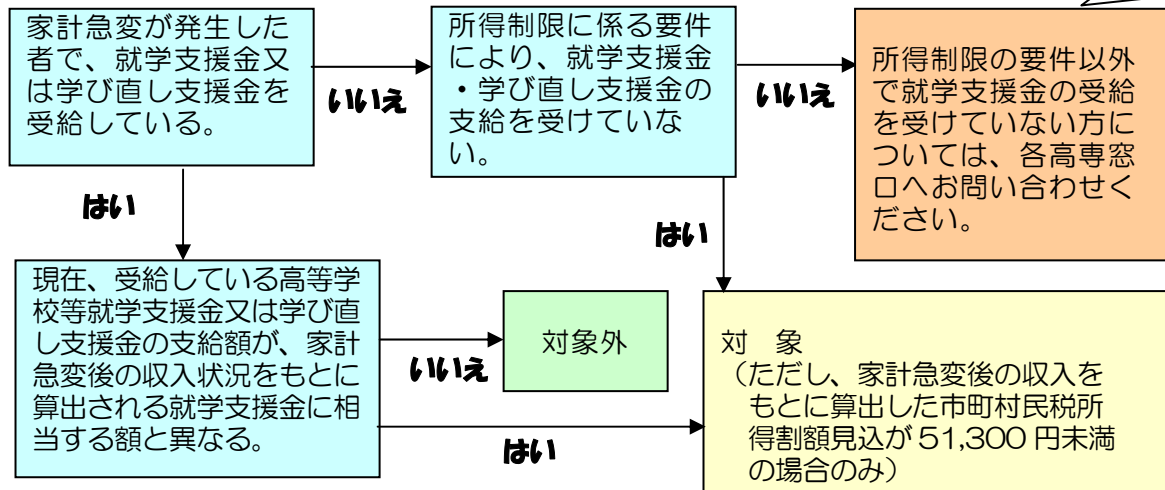 家計急変が発生した
者で、就学支援金又
は学び直し支援金を
受給している。
いいえ
所得制限に係る要件
により、就学支援金
・学び直し支援金の
支給を受けていな
い。
いいえ
所得制限の要件以外
で就学支援金の受給
を受けていない方に
ついては、各高専窓
口へお問い合わせく
ださい。
はい
はい
現在、受給している高等学
校等就学支援金又は学び直
し支援金の支給額が、家計
急変後の収入状況をもとに
算出される就学支援金に相
当する額と異なる。
いいえ
対象外
はい
対　象
（ただし、家計急変後の収入を
もとに算出した市町村民税所
得割額見込が 51,300 円未満
の場合のみ）